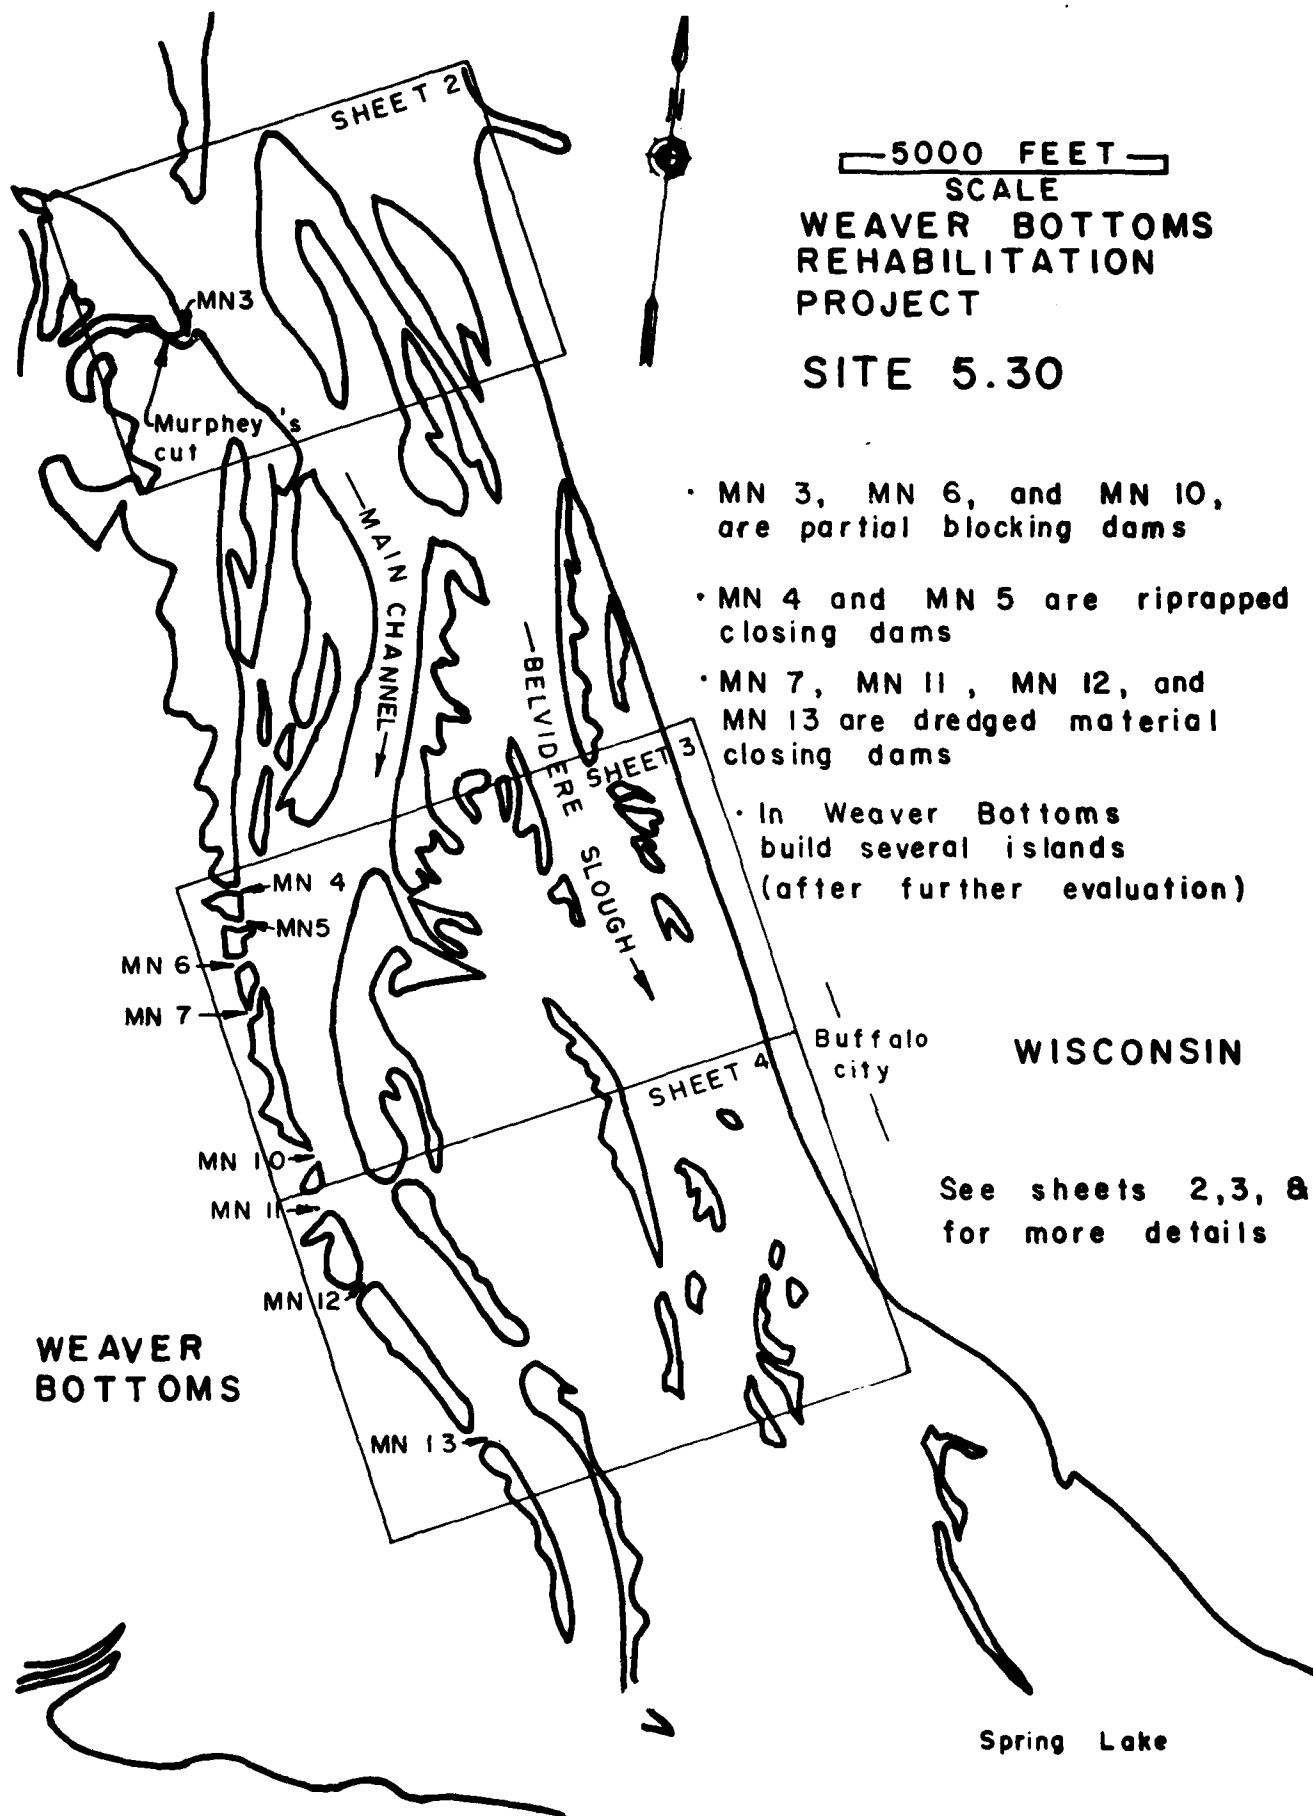 SHEET 2
N
5000 FEET
SCALE
WEAVER BOTTOMS
REHABILITATION
PROJECT
SITE 5.30
MN3
Murphey's
cut
MAIN CHANNEL
BELVIDERE SLOUGH
· MN 3, MN 6, and MN 10,
are partial blocking dams
· MN 4 and MN 5 are riprapped
closing dams
· MN 7, MN 11, MN 12, and
MN 13 are dredged material
closing dams
· In Weaver Bottoms
build several islands
(after further evaluation)
SHEET 3
MN 4
MN5
MN 6
MN 7
Buffalo
city
WISCONSIN
SHEET 4
MN 10
MN 11
See sheets 2,3, &
for more details
MN 12
WEAVER
BOTTOMS
MN 13
Spring Lake